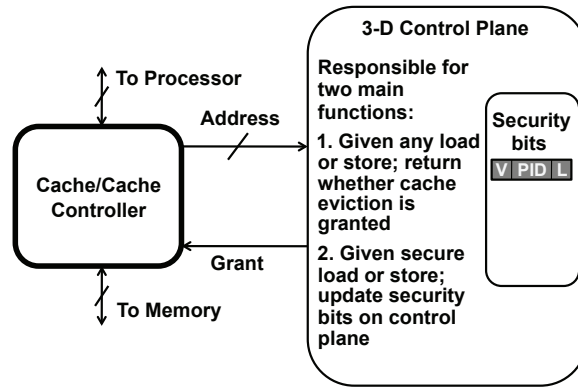 3-D Control Plane
To Processor
Address
Cache/Cache
Controller
Grant
To Memory
Responsible for
two main
functions:
1. Given any load
or store; return
whether cache
eviction is
granted
2. Given secure
load or store;
update security
bits on control
plane
Security
bits
V PID L